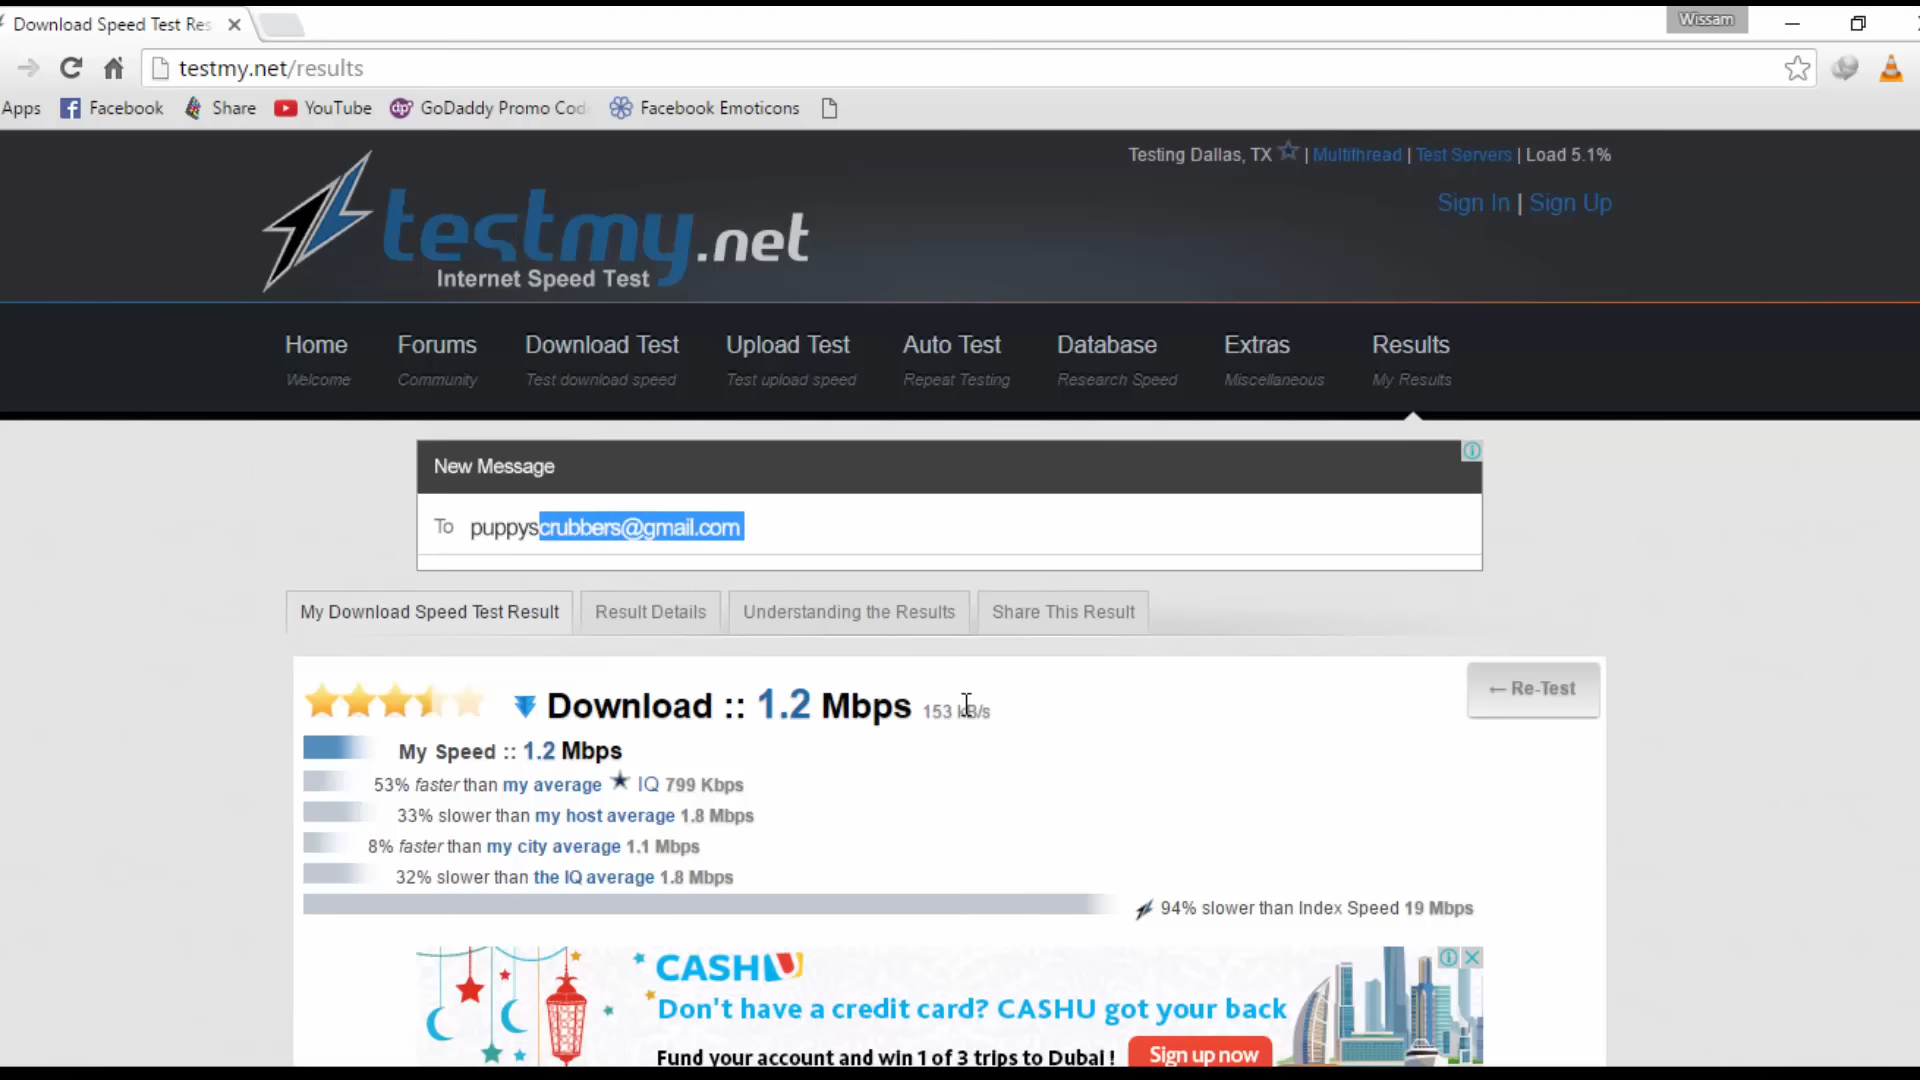 Download Speed Test Res
Wissam
testmy.net/results
Apps
Facebook
Share
YouTube
GoDaddy Promo Cod
Facebook Emoticons
Testing Dallas, TX | Multithread | Test Servers | Load 5.1%
Sign In | Sign Up
testmy.net
Internet Speed Test
Home Forums Download Test Upload Test Auto Test Database Extras Results
Welcome Community Test download speed Test upload speed Repeat Testing Research Speed Miscellaneous My Results
New Message
To puppyscrubbers@gmail.com
My Download Speed Test Result Result Details Understanding the Results Share This Result
← Re-Test
Download :: 1.2 Mbps 153 kB/s
My Speed :: 1.2 Mbps
53% faster than my average IQ 799 Kbps
33% slower than my host average 1.8 Mbps
8% faster than my city average 1.1 Mbps
32% slower than the IQ average 1.8 Mbps
94% slower than Index Speed 19 Mbps
CASHU
Don't have a credit card? CASHU got your back
Fund your account and win 1 of 3 trips to Dubai !
Sign up now